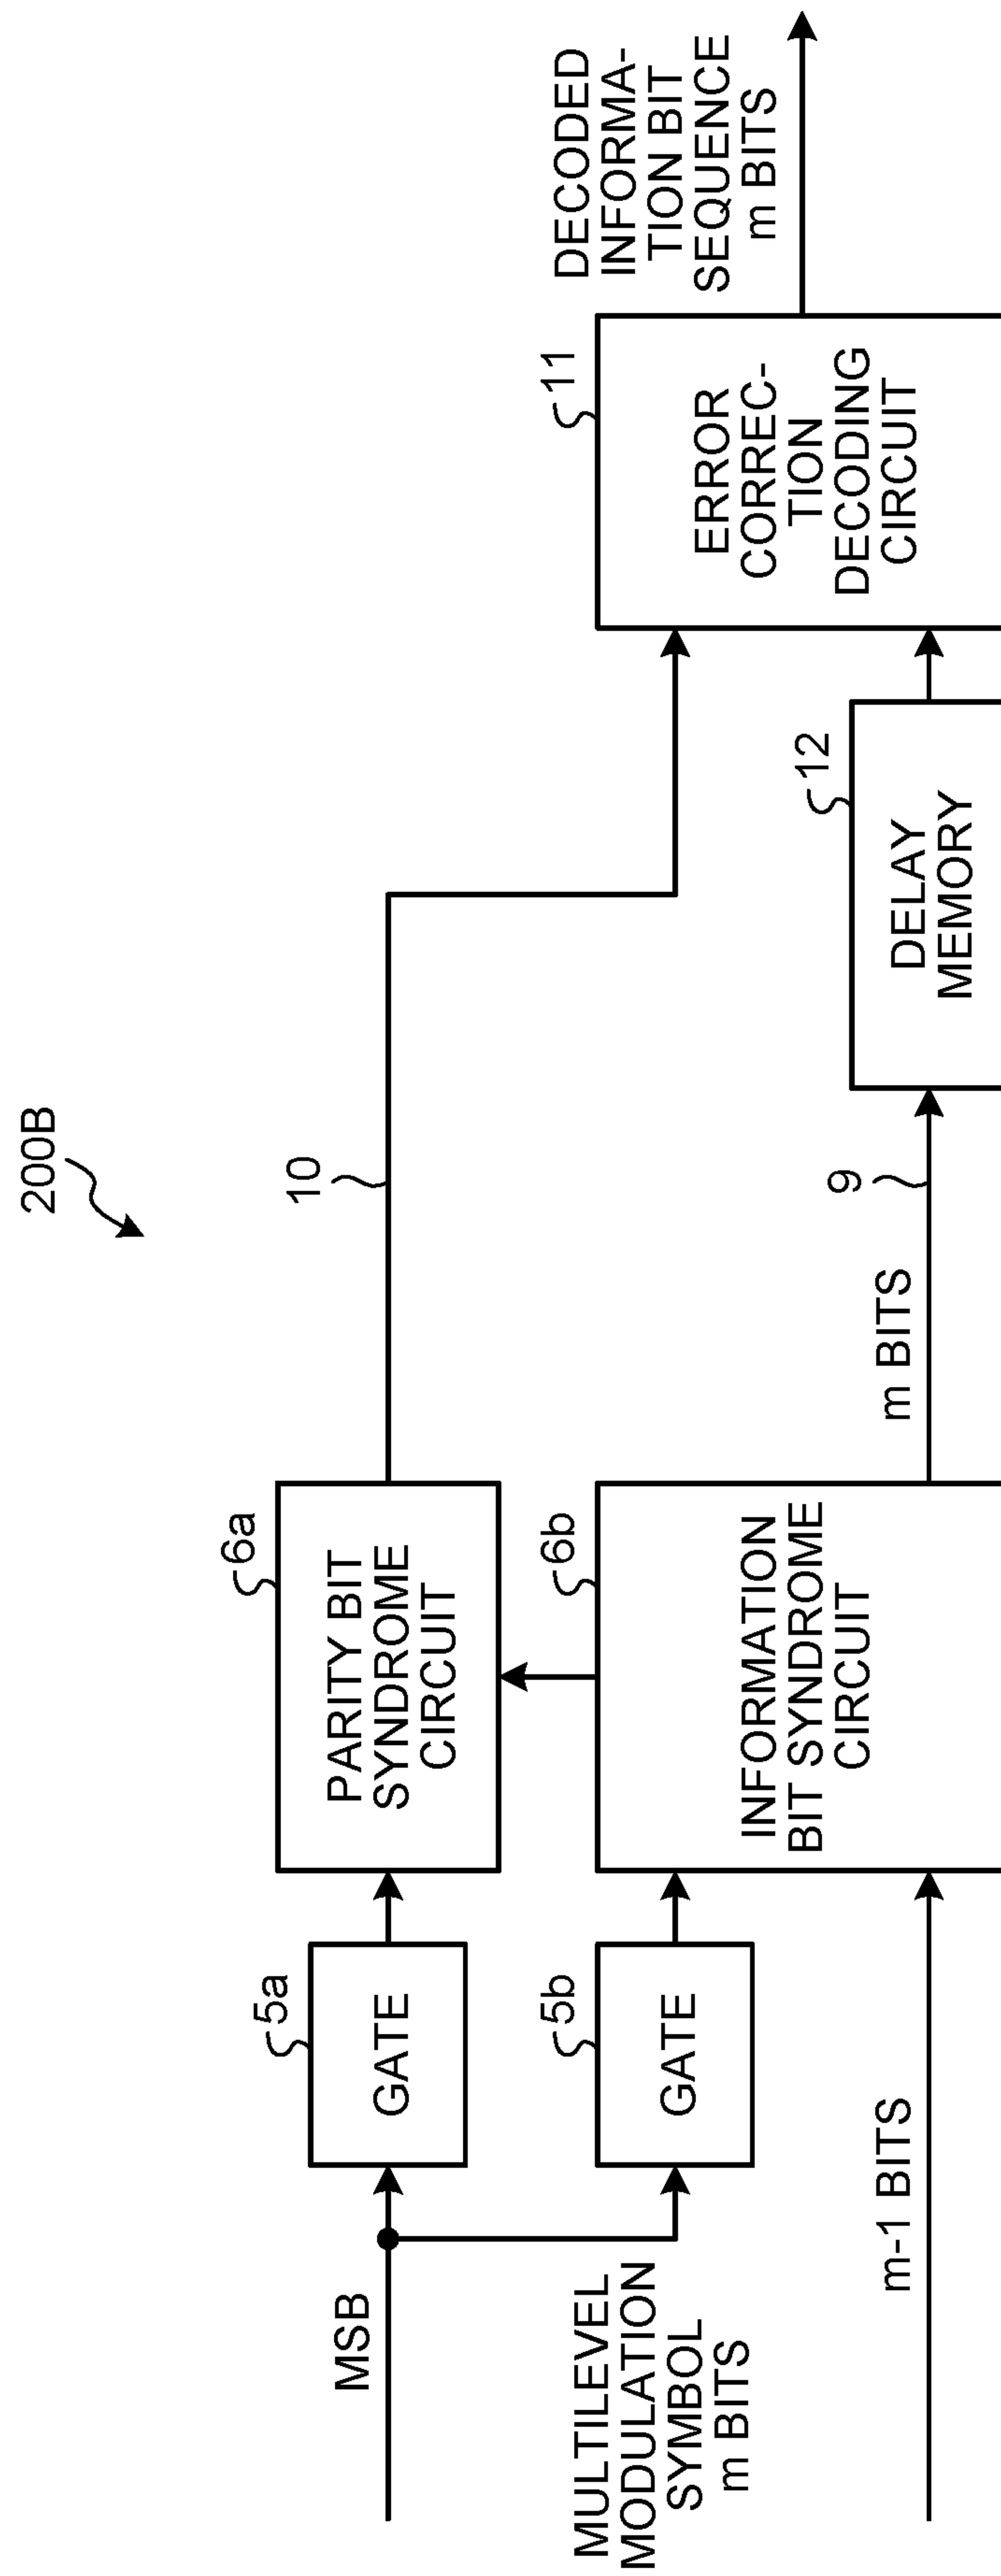 200B
MSB
MULTILEVEL
MODULATION
SYMBOL
m BITS
m-1 BITS
5a
GATE
5b
GATE
6a
PARITY BIT
SYNDROME
CIRCUIT
6b
INFORMATION
BIT SYNDROME
CIRCUIT
10
m BITS
9
12
DELAY
MEMORY
11
ERROR
CORREC-
TION
DECODING
CIRCUIT
DECODED
INFORMA-
TION BIT
SEQUENCE
m BITS